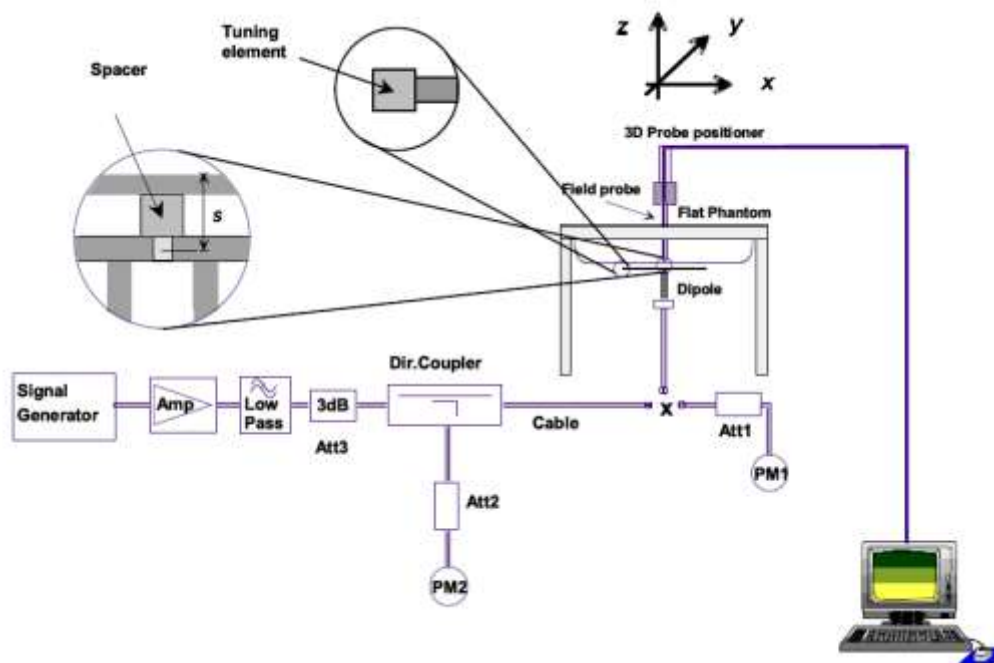 Tuning
element
Spacer
z
y
x
s
3D Probe positioner
Field probe
Flat Phantom
Dipole
Dir.Coupler
Signal
Generator
Amp
Low
Pass
3dB
Att3
Cable
x
Att1
PM1
Att2
PM2